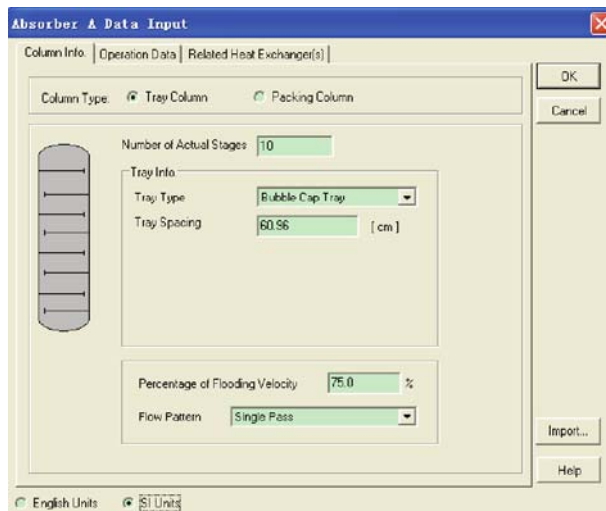 Absorber A Data Input
Column Info. Operation Data Related Heat Exchanger(s)
OK
Column Type: Tray Column Packing Column
Cancel
Number of Actual Stages 10
Tray Info.
Tray Type Bubble Cap Tray
Tray Spacing 60.96 [ cm ]
Percentage of Flooding Velocity 75.0 %
Flow Pattern Single Pass
Import...
Help
English Units SI Units